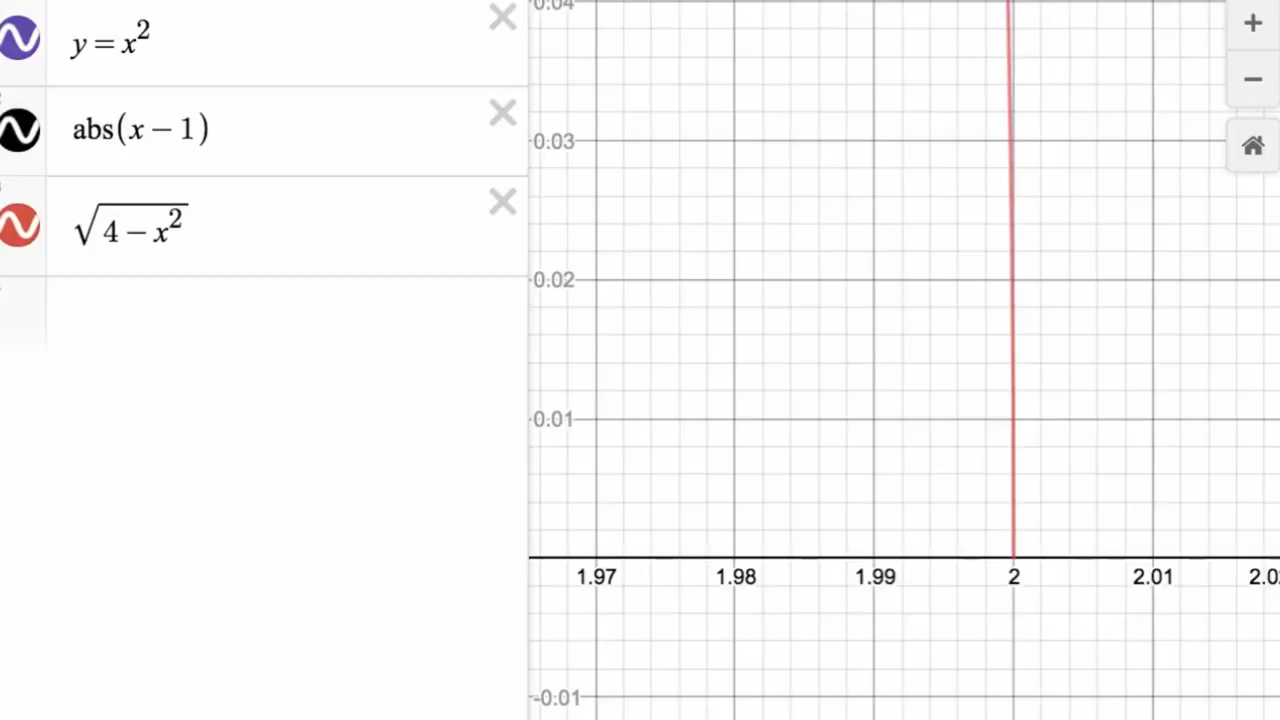 y = x²
abs(x − 1)
√(4 − x²)
0.04
0.03
0.02
0.01
1.97 1.98 1.99 2 2.01
-0.01